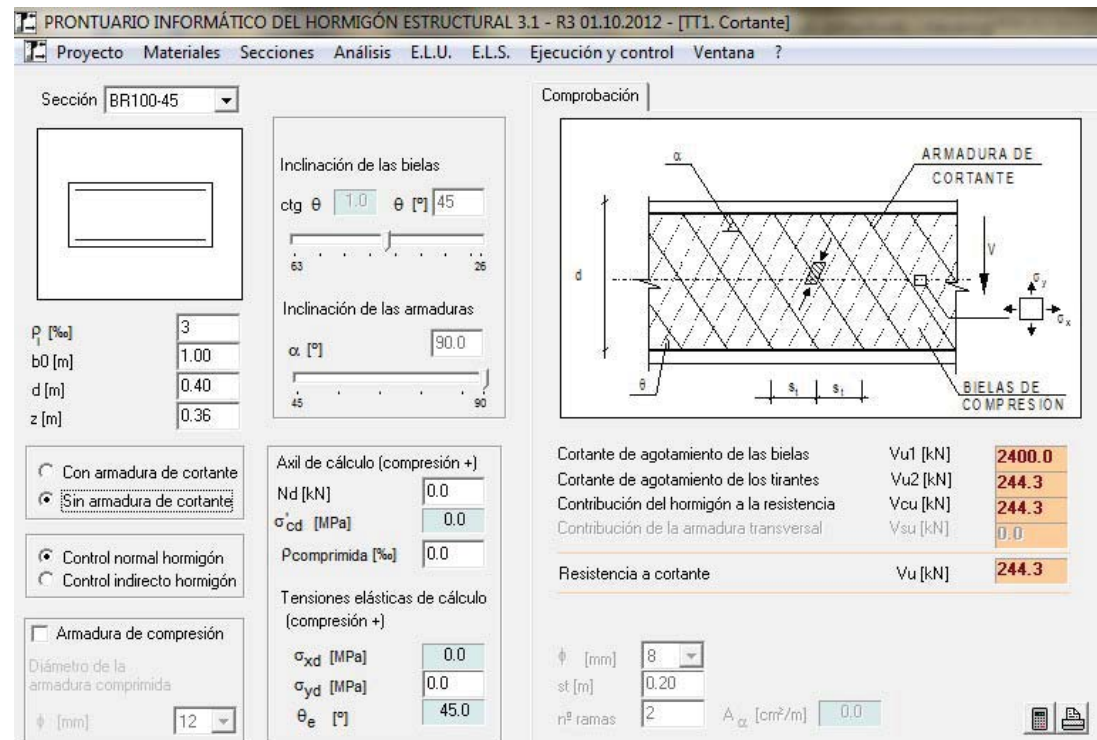 PRONTUARIO INFORMÁTICO DEL HORMIGÓN ESTRUCTURAL 3.1 - R3 01.10.2012 - [TT1. Cortante]
Proyecto Materiales Secciones Análisis E.L.U. E.L.S. Ejecución y control Ventana ?
Sección BR100-45
ρl [‰] 3
b0 [m] 1.00
d [m] 0.40
z [m] 0.36
Con armadura de cortante
Sin armadura de cortante
Control normal hormigón
Control indirecto hormigón
Armadura de compresión
Diámetro de la
armadura comprimida
ϕ [mm] 12
Inclinación de las bielas
ctg θ 1.0 θ [º] 45
63 26
Inclinación de las armaduras
α [º] 90.0
45 90
Axil de cálculo (compresión +)
Nd [kN] 0.0
σ'cd [MPa] 0.0
ρcomprimida [‰] 0.0
Tensiones elásticas de cálculo
(compresión +)
σxd [MPa] 0.0
σyd [MPa] 0.0
θe [º] 45.0
Comprobación
α
ARMADURA DE
CORTANTE
d
V
σy
σx
θ
st st
BIELAS DE
COMPRESION
Cortante de agotamiento de las bielas Vu1 [kN] 2400.0
Cortante de agotamiento de los tirantes Vu2 [kN] 244.3
Contribución del hormigón a la resistencia Vcu [kN] 244.3
Contribución de la armadura transversal Vsu [kN] 0.0
Resistencia a cortante Vu [kN] 244.3
ϕ [mm] 8
st [m] 0.20
nº ramas 2 Aα [cm²/m] 0.0